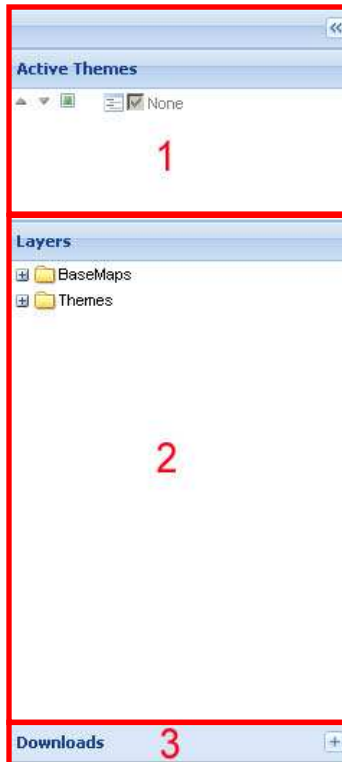 Active Themes
None
1
Layers
BaseMaps
Themes
2
Downloads 3